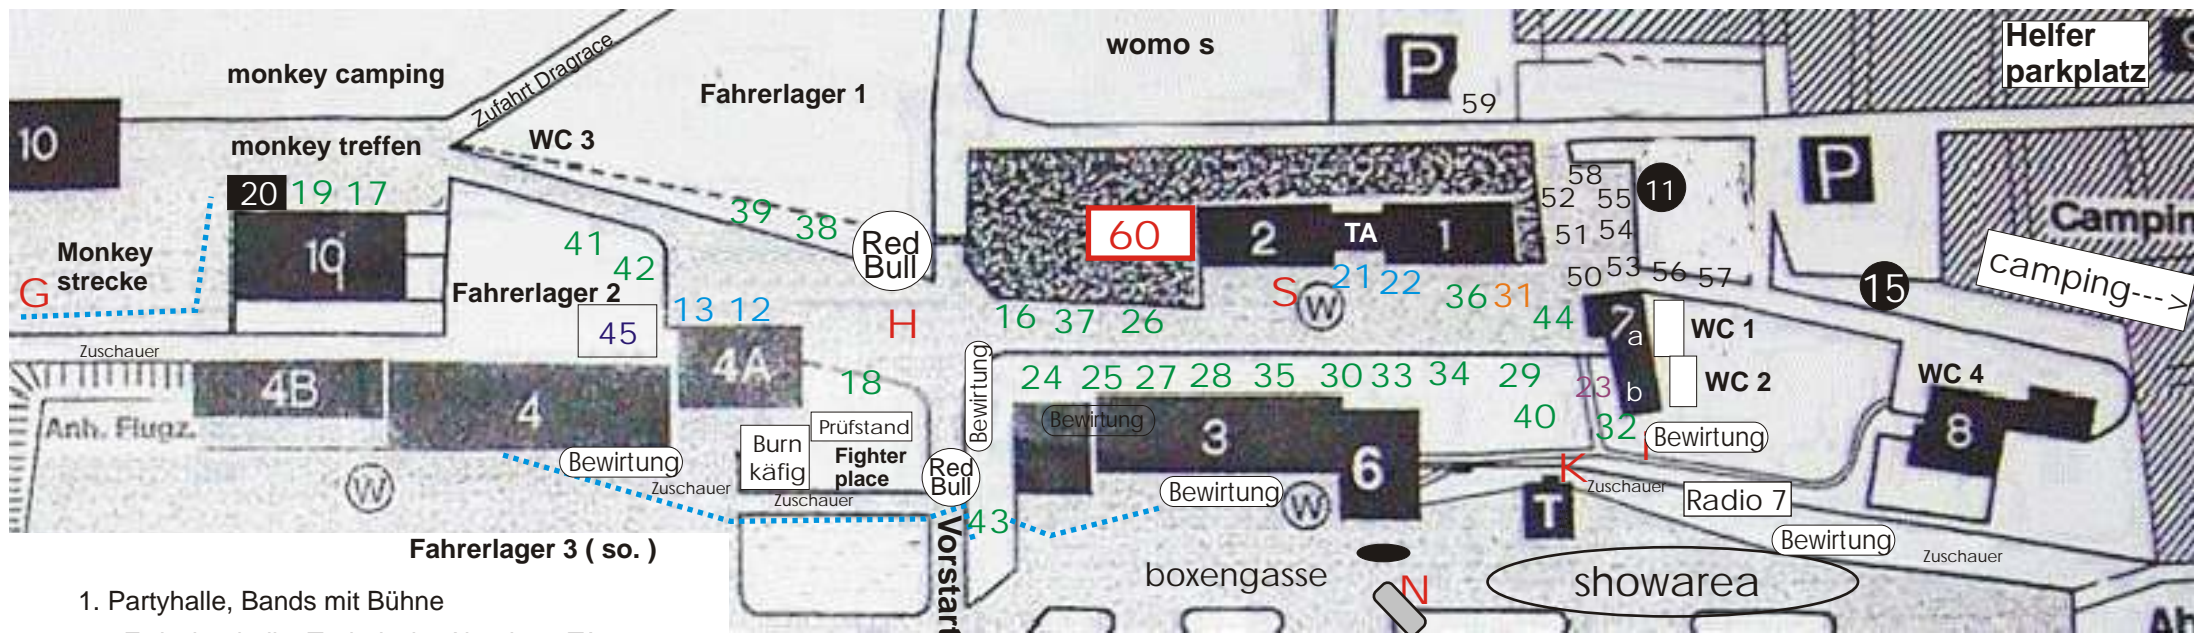 monkey camping
Zufahrt Dragrace
Fahrerlager 1
womo s
P
59
Helfer
parkplatz
10
monkey treffen
WC 3
20 19 17
39 38
Red
Bull
60
2
TA
1
58
52 55
51 54
50 53 56 57
11
P
Campin
camping--->
15
Monkey
strecke
G
10
41
42
Fahrerlager 2
45
13 12
H
16 37 26
S
W
21 22
36 31
44
7
a
b
WC 1
WC 2
WC 4
Zuschauer
4B
4
4A
18
Bewirtung
24 25 27 28 35 30 33 34 29
23
40
32
Bewirtung
3
6
8
Anh. Flugz.
W
Bewirtung
Zuschauer
Burn
käfig
Prüfstand
Fighter
place
Zuschauer
Red
Bull
43
Bewirtung
W
K
Bewirtung
Zuschauer
Radio 7
T
Bewirtung
Zuschauer
Fahrerlager 3 ( so. )
Vorstart
boxengasse
N
showarea
1. Partyhalle, Bands mit Bühne